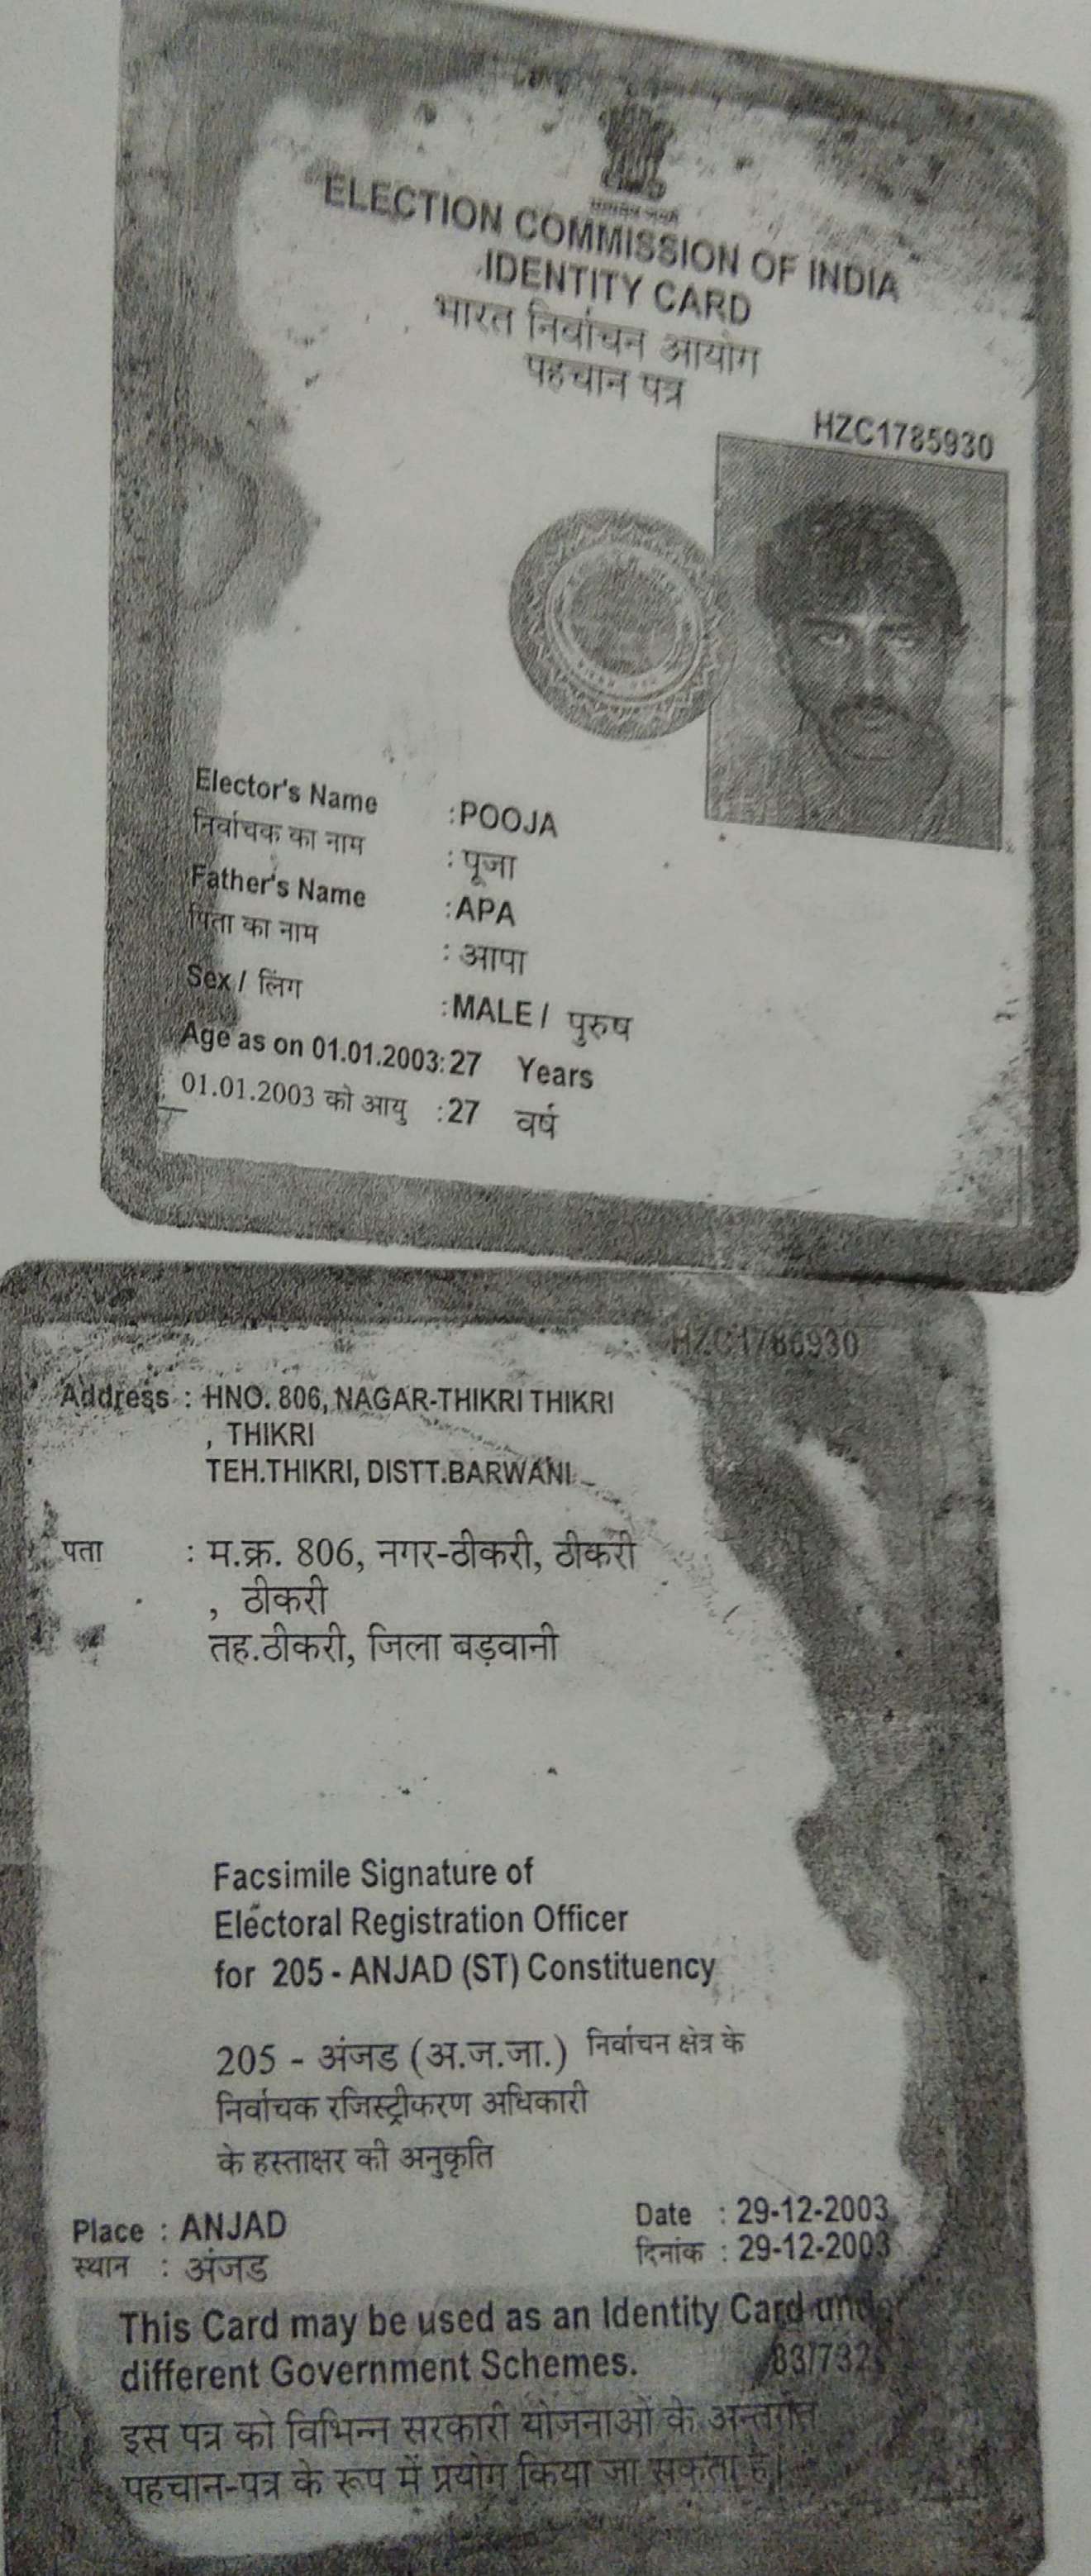 ELECTION COMMISSION OF INDIA
IDENTITY CARD
भारत निर्वाचन आयोग
पहचान पत्र
HZC1785930
Elector's Name :POOJA
निर्वाचक का नाम : पूजा
Father's Name :APA
पिता का नाम : आपा
Sex / लिंग :MALE / पुरुष
Age as on 01.01.2003:27 Years
01.01.2003 को आयु :27 वर्ष
Address : HNO. 806, NAGAR-THIKRI THIKRI
, THIKRI
TEH.THIKRI, DISTT.BARWANI
पता : म.क्र. 806, नगर-ठीकरी, ठीकरी
, ठीकरी
तह.ठीकरी, जिला बड़वानी
Facsimile Signature of
Electoral Registration Officer
for 205 - ANJAD (ST) Constituency
205 - अंजड (अ.ज.जा.) निर्वाचन क्षेत्र के
निर्वाचक रजिस्ट्रीकरण अधिकारी
के हस्ताक्षर की अनुकृति
Place : ANJAD Date : 29-12-2003
स्थान : अंजड दिनांक : 29-12-2003
This Card may be used as an Identity Card under
different Government Schemes.
इस पत्र को विभिन्न सरकारी योजनाओं के अन्तर्गत
पहचान-पत्र के रूप में प्रयोग किया जा सकता है।